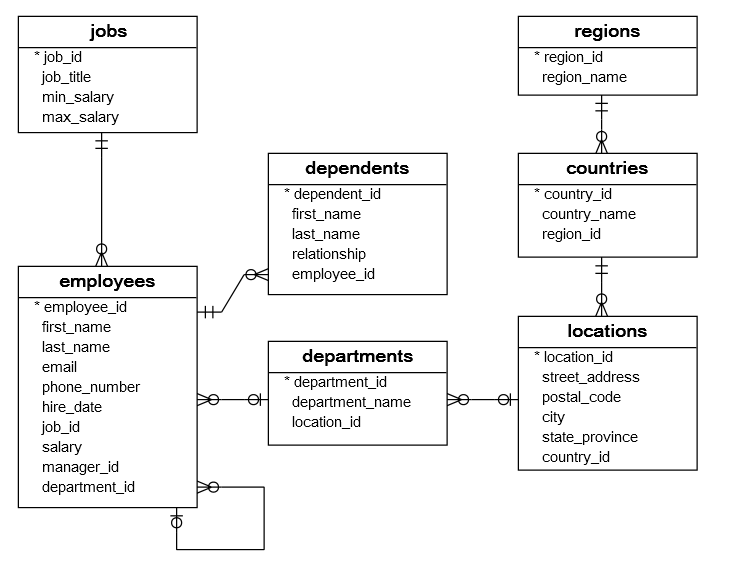 jobs
* job_id
job_title
min_salary
max_salary
regions
* region_id
region_name
dependents
* dependent_id
first_name
last_name
relationship
employee_id
countries
* country_id
country_name
region_id
employees
* employee_id
first_name
last_name
email
phone_number
hire_date
job_id
salary
manager_id
department_id
departments
* department_id
department_name
location_id
locations
* location_id
street_address
postal_code
city
state_province
country_id